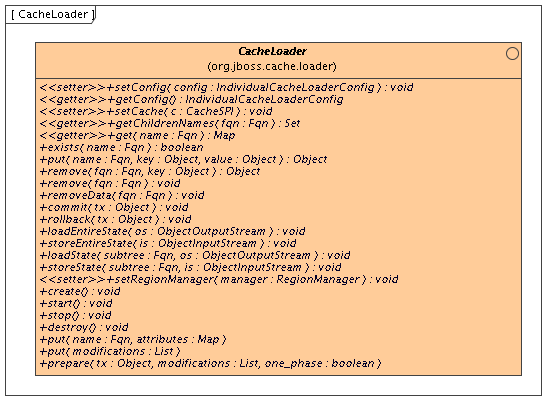 [ CacheLoader ]
CacheLoader
(org.jboss.cache.loader)
<<setter>>+setConfig( config : IndividualCacheLoaderConfig ) : void
<<getter>>+getConfig() : IndividualCacheLoaderConfig
<<setter>>+setCache( c : CacheSPI ) : void
<<getter>>+getChildrenNames( fqn : Fqn ) : Set
<<getter>>+get( name : Fqn ) : Map
+exists( name : Fqn ) : boolean
+put( name : Fqn, key : Object, value : Object ) : Object
+remove( fqn : Fqn, key : Object ) : Object
+remove( fqn : Fqn ) : void
+removeData( fqn : Fqn ) : void
+commit( tx : Object ) : void
+rollback( tx : Object ) : void
+loadEntireState( os : ObjectOutputStream ) : void
+storeEntireState( is : ObjectInputStream ) : void
+loadState( subtree : Fqn, os : ObjectOutputStream ) : void
+storeState( subtree : Fqn, is : ObjectInputStream ) : void
<<setter>>+setRegionManager( manager : RegionManager ) : void
+create() : void
+start() : void
+stop() : void
+destroy() : void
+put( name : Fqn, attributes : Map )
+put( modifications : List )
+prepare( tx : Object, modifications : List, one_phase : boolean )